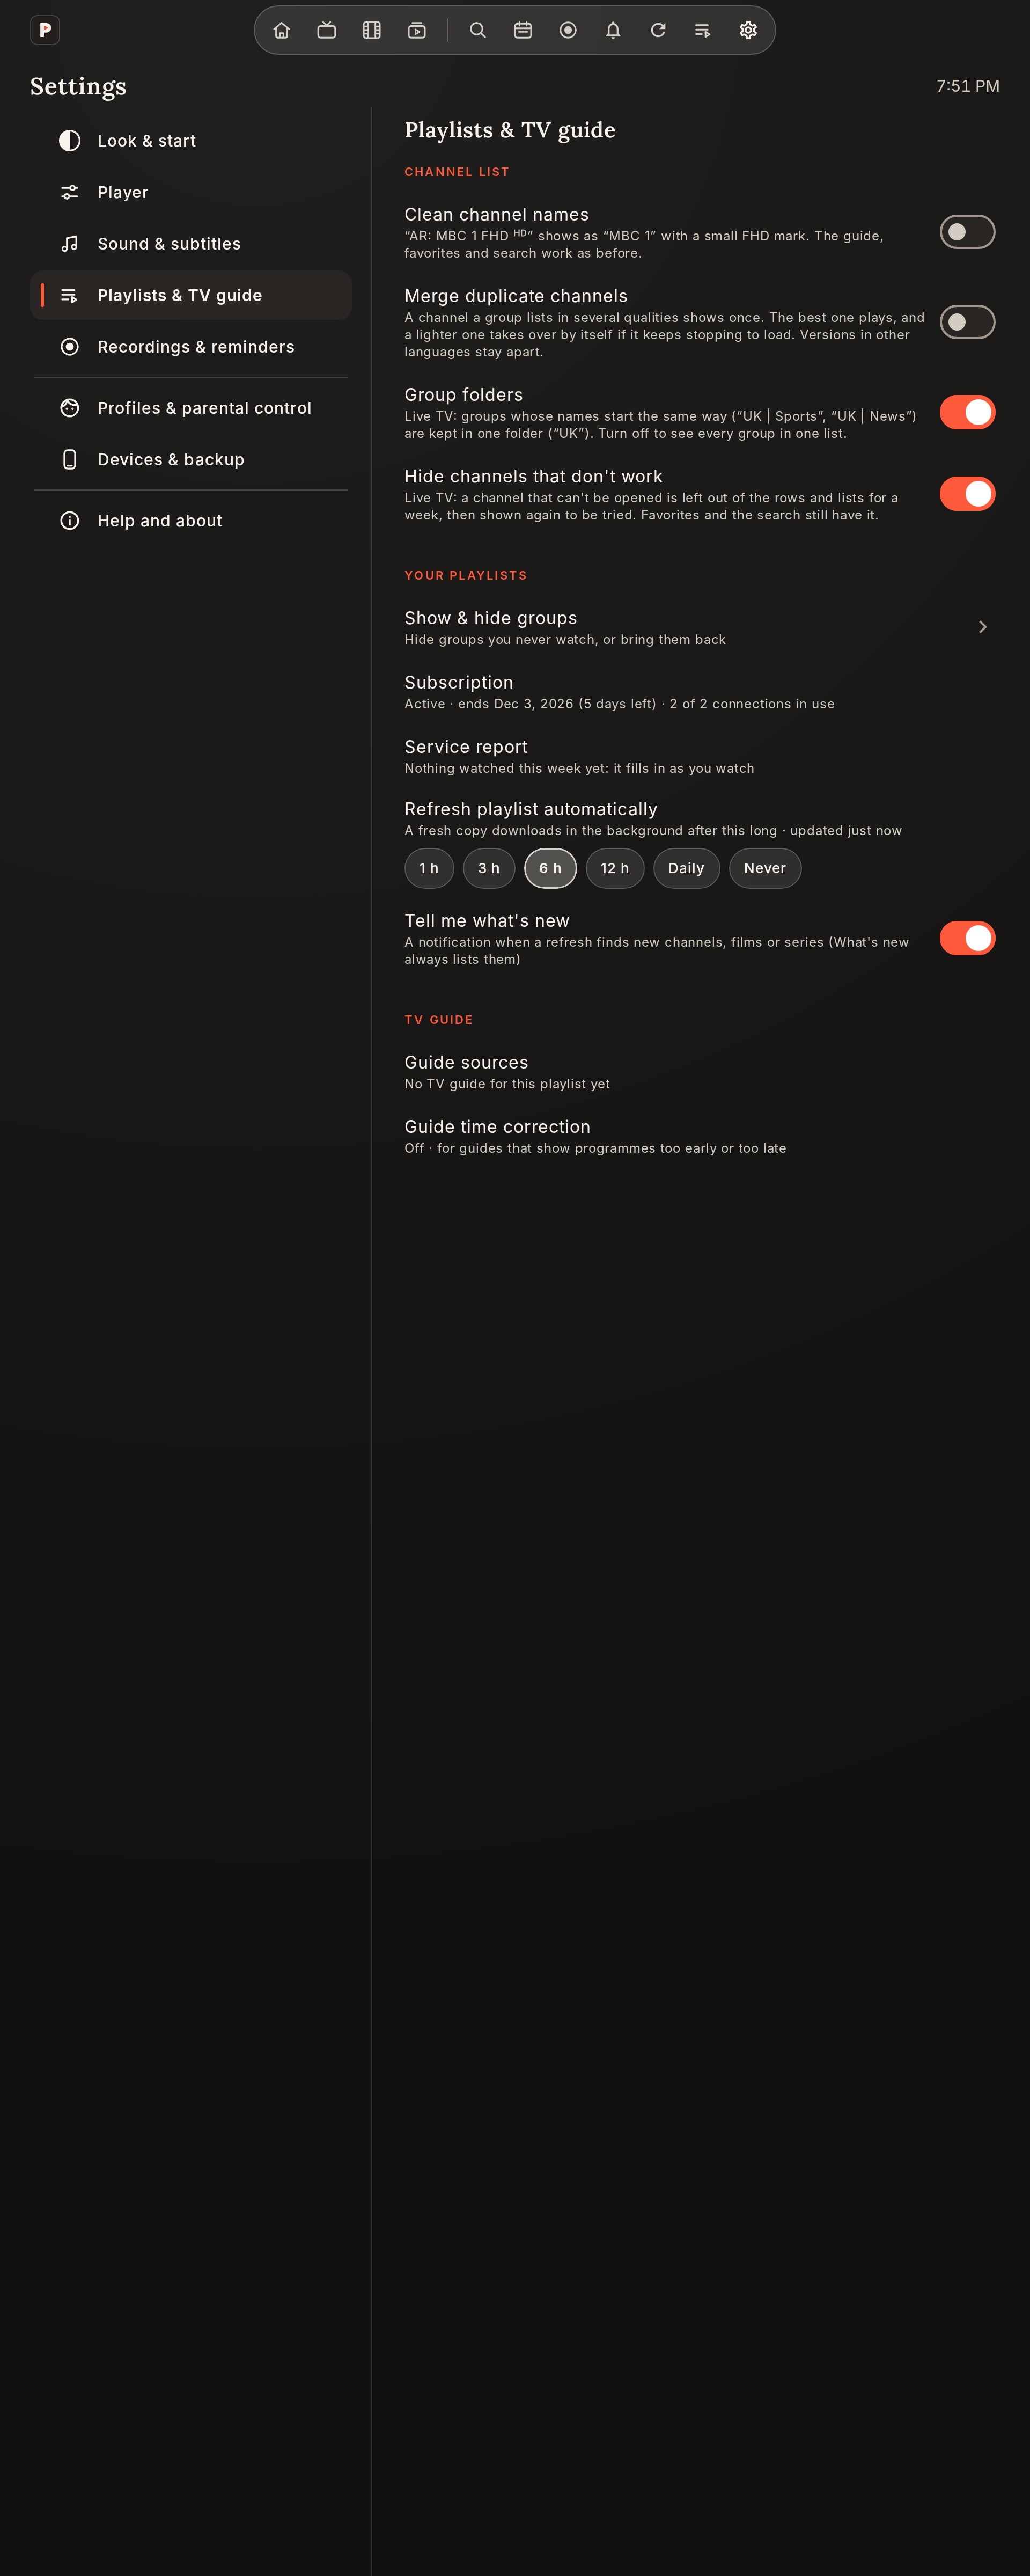 P
Settings
7:51 PM
Look & start
Player
Sound & subtitles
Playlists & TV guide
Recordings & reminders
Profiles & parental control
Devices & backup
Help and about
Playlists & TV guide
CHANNEL LIST
Clean channel names
“AR: MBC 1 FHD ᴴᴰ” shows as “MBC 1” with a small FHD mark. The guide,
favorites and search work as before.
Merge duplicate channels
A channel a group lists in several qualities shows once. The best one plays, and
a lighter one takes over by itself if it keeps stopping to load. Versions in other
languages stay apart.
Group folders
Live TV: groups whose names start the same way (“UK | Sports”, “UK | News”)
are kept in one folder (“UK”). Turn off to see every group in one list.
Hide channels that don't work
Live TV: a channel that can't be opened is left out of the rows and lists for a
week, then shown again to be tried. Favorites and the search still have it.
YOUR PLAYLISTS
Show & hide groups
Hide groups you never watch, or bring them back
Subscription
Active · ends Dec 3, 2026 (5 days left) · 2 of 2 connections in use
Service report
Nothing watched this week yet: it fills in as you watch
Refresh playlist automatically
A fresh copy downloads in the background after this long · updated just now
1 h 3 h 6 h 12 h Daily Never
Tell me what's new
A notification when a refresh finds new channels, films or series (What's new
always lists them)
TV GUIDE
Guide sources
No TV guide for this playlist yet
Guide time correction
Off · for guides that show programmes too early or too late